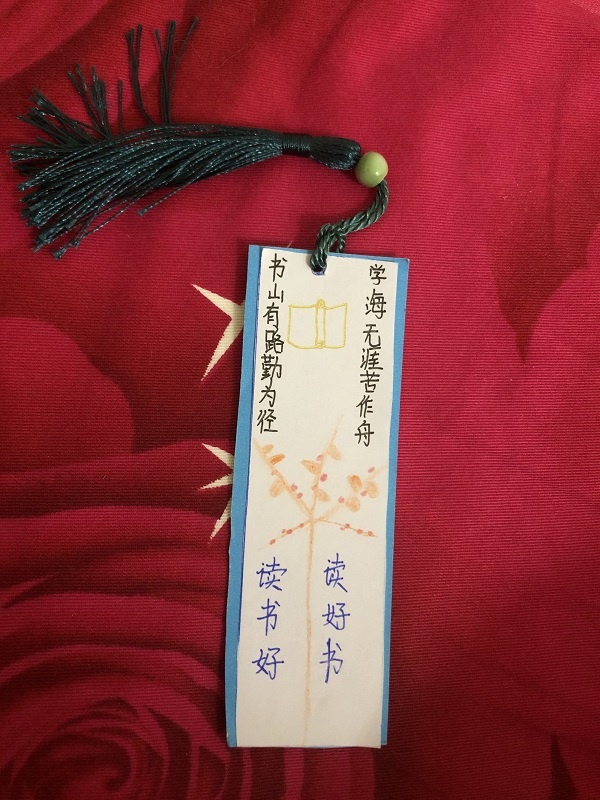 书山有路勤为径
学海无涯苦作舟
读书好
读好书